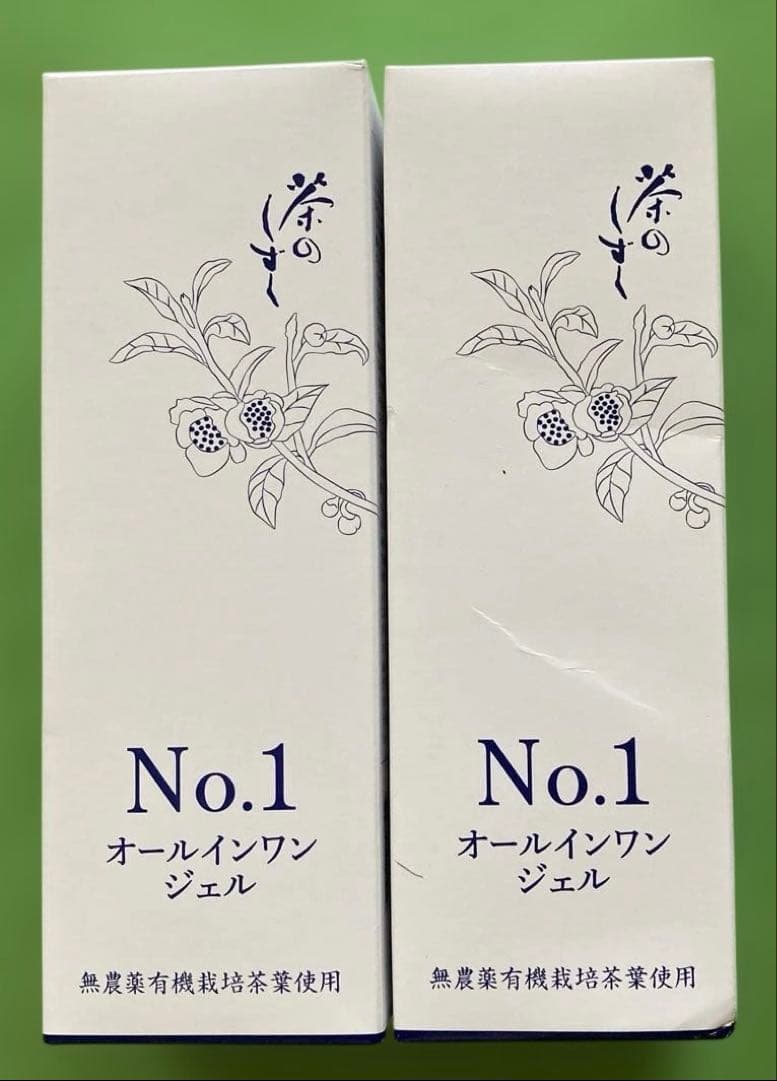 茶の
しずく
No.1
オールインワン
ジェル
無農薬有機栽培茶葉使用
茶の
しずく
No.1
オールインワン
ジェル
無農薬有機栽培茶葉使用